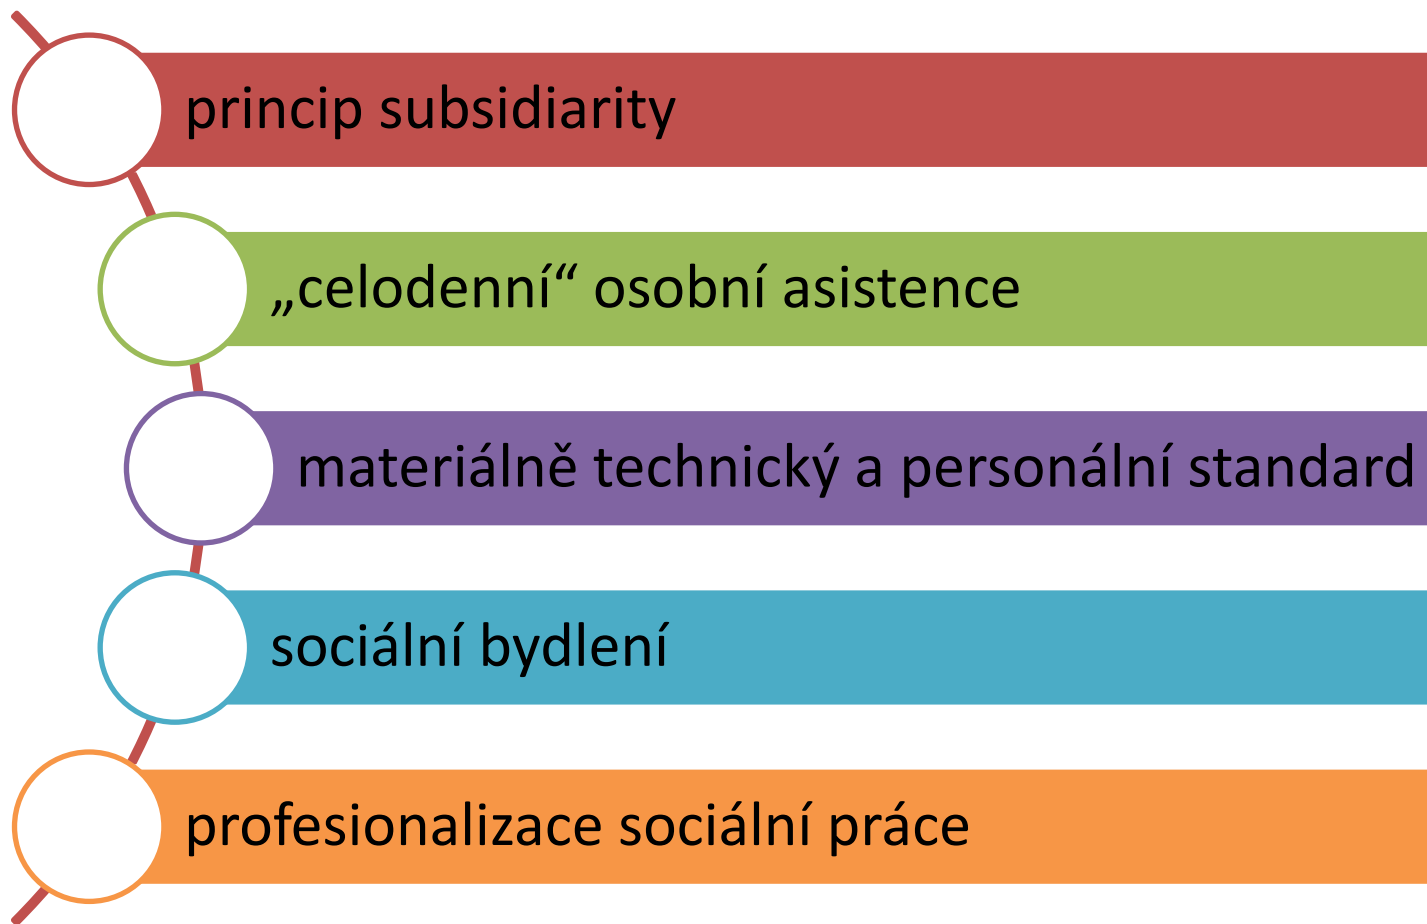 princip subsidiarity
„celodenní“ osobní asistence
materiálně technický a personální standard
sociální bydlení
profesionalizace sociální práce